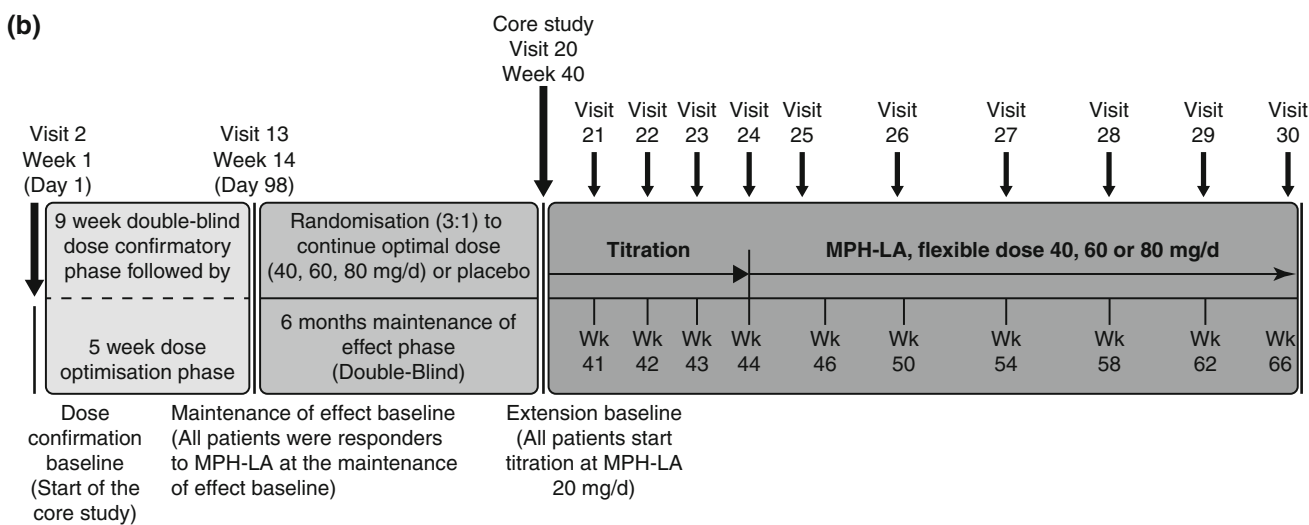 (b)
Core study
Visit 20
Week 40
Visit 2
Week 1
(Day 1)
Visit 13
Week 14
(Day 98)
Visit
21
Visit
22
Visit
23
Visit
24
Visit
25
Visit
26
Visit
27
Visit
28
Visit
29
Visit
30
9 week double-blind
dose confirmatory
phase followed by
5 week dose
optimisation phase
Randomisation (3:1) to
continue optimal dose
(40, 60, 80 mg/d) or placebo
6 months maintenance of
effect phase
(Double-Blind)
Titration
MPH-LA, flexible dose 40, 60 or 80 mg/d
Wk
41
Wk
42
Wk
43
Wk
44
Wk
46
Wk
50
Wk
54
Wk
58
Wk
62
Wk
66
Dose
confirmation
baseline
(Start of the
core study)
Maintenance of effect baseline
(All patients were responders
to MPH-LA at the maintenance
of effect baseline)
Extension baseline
(All patients start
titration at MPH-LA
20 mg/d)